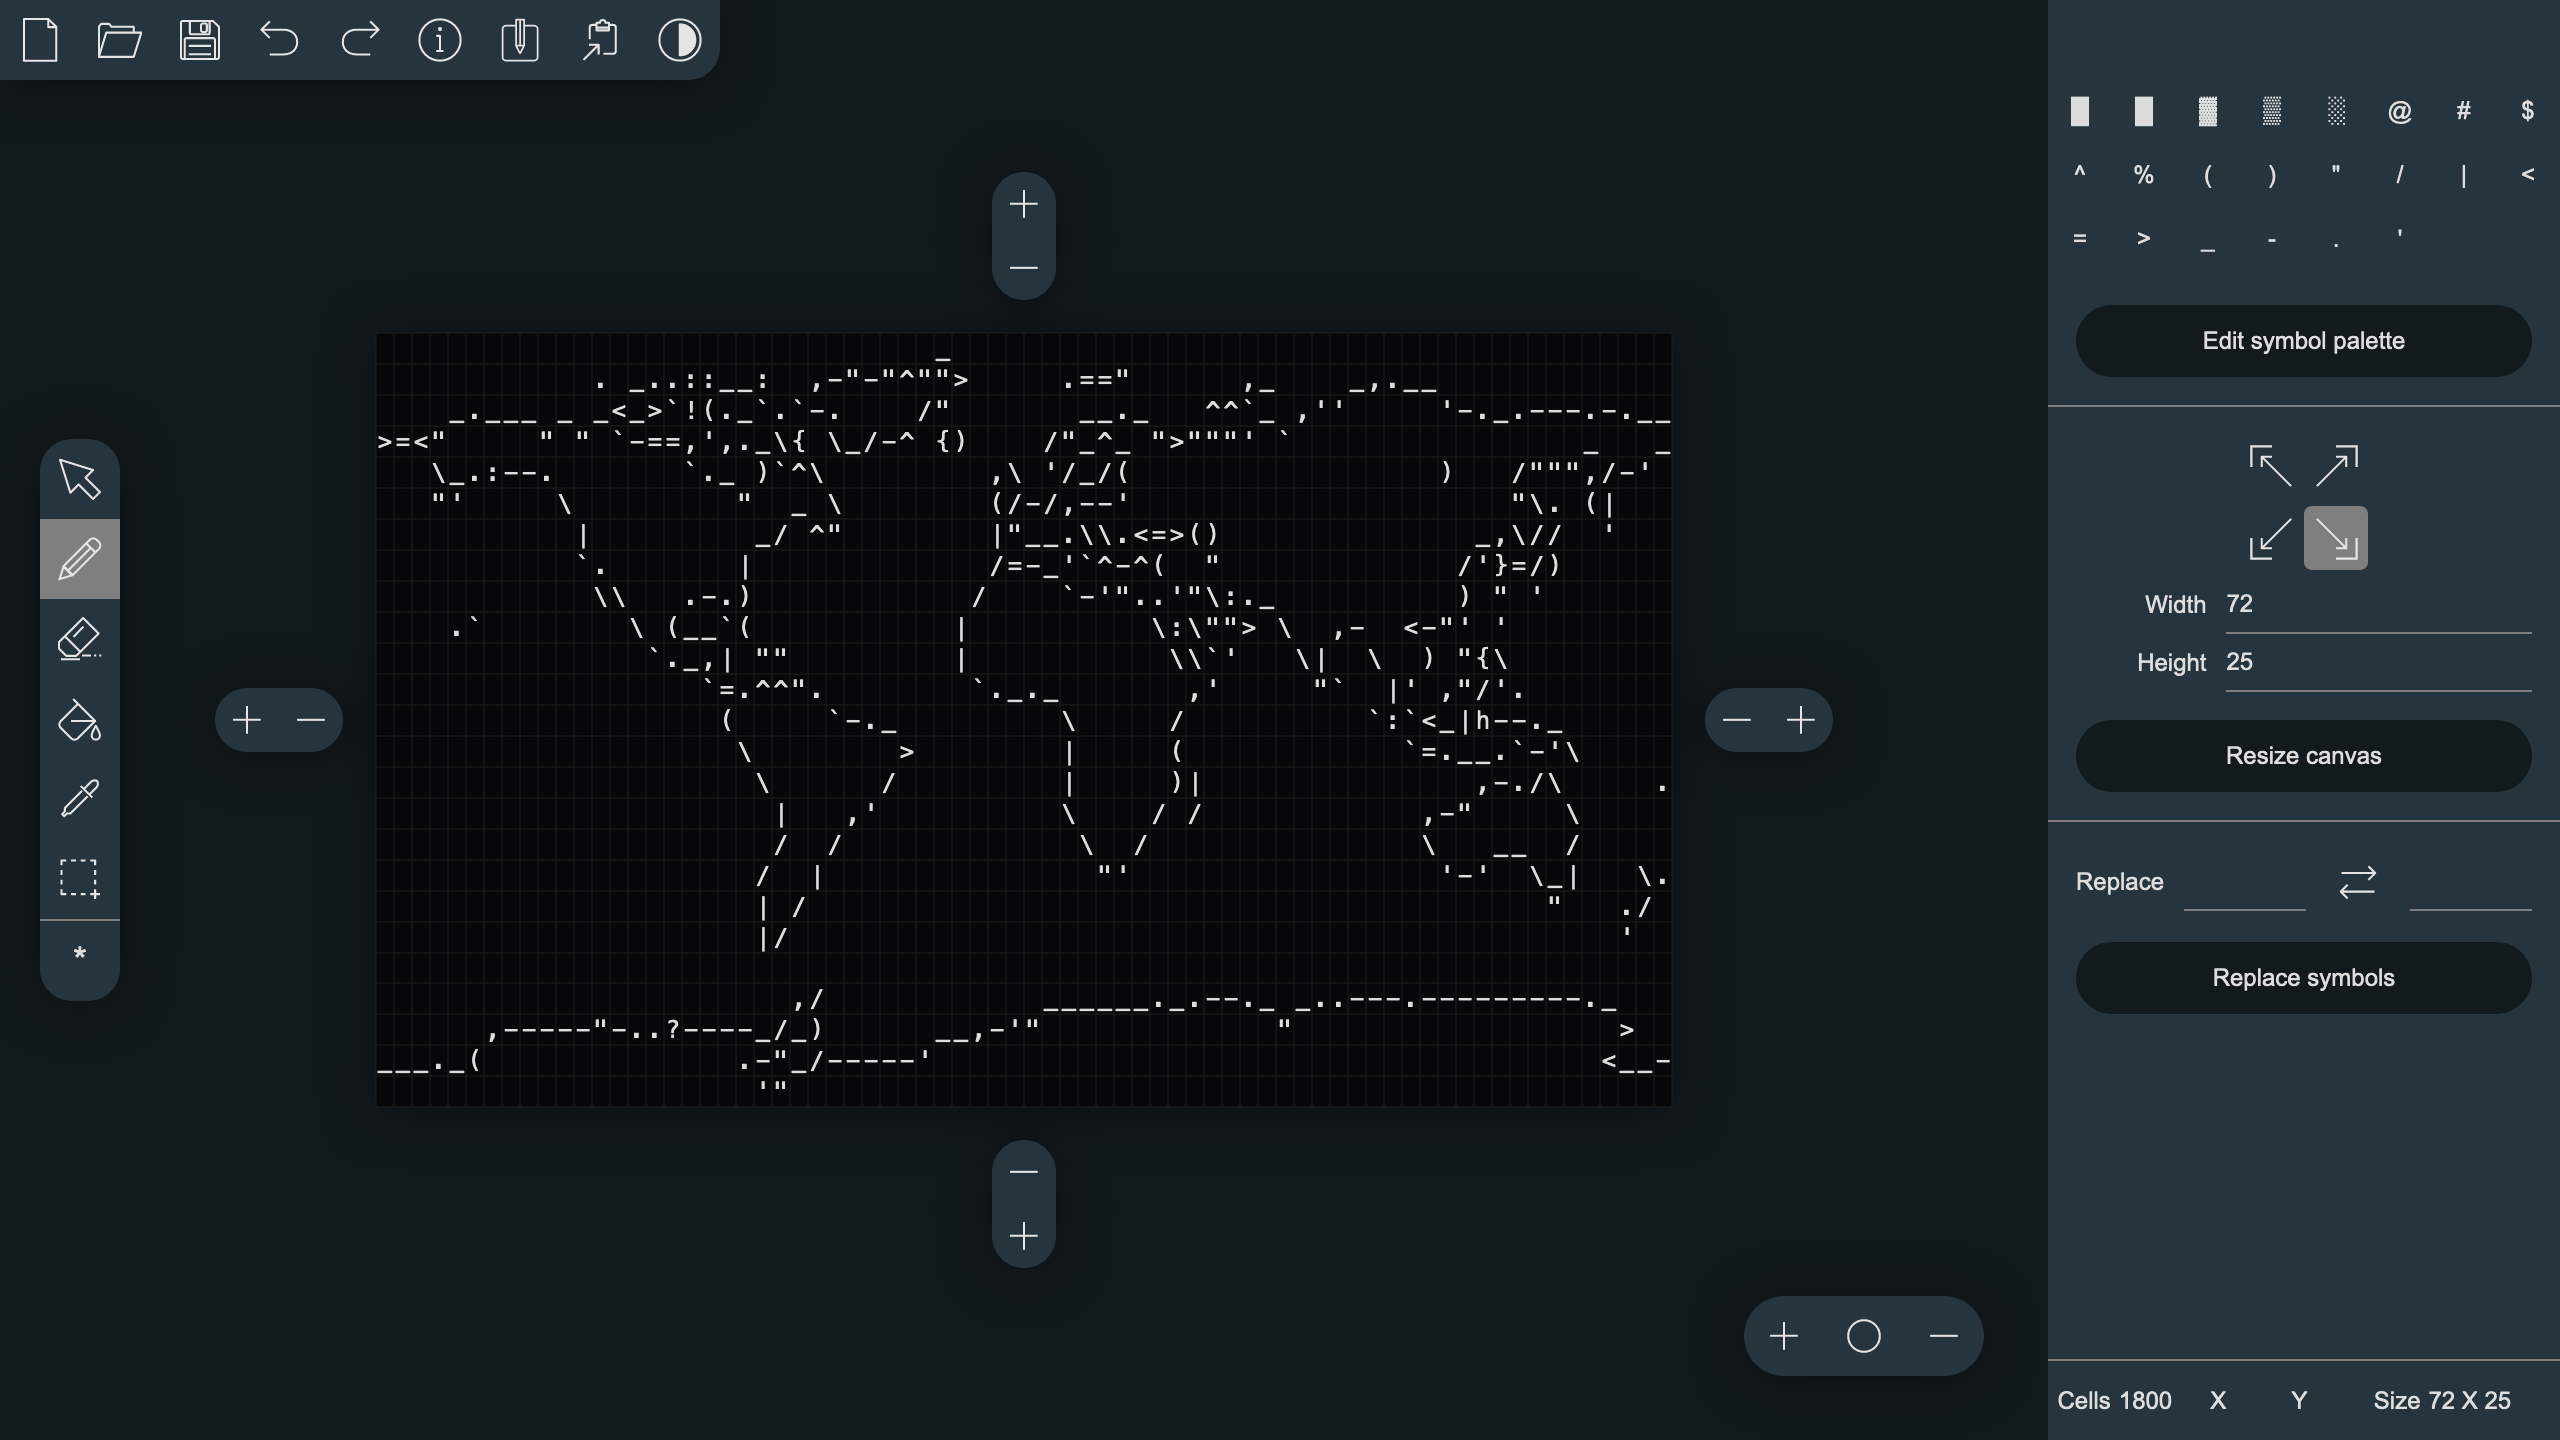 @ # $
^ % ( ) " / | <
= > _ - . '
Edit symbol palette
Width 72
Height 25
Resize canvas
Replace
Replace symbols
*
Cells 1800 X Y Size 72 X 25